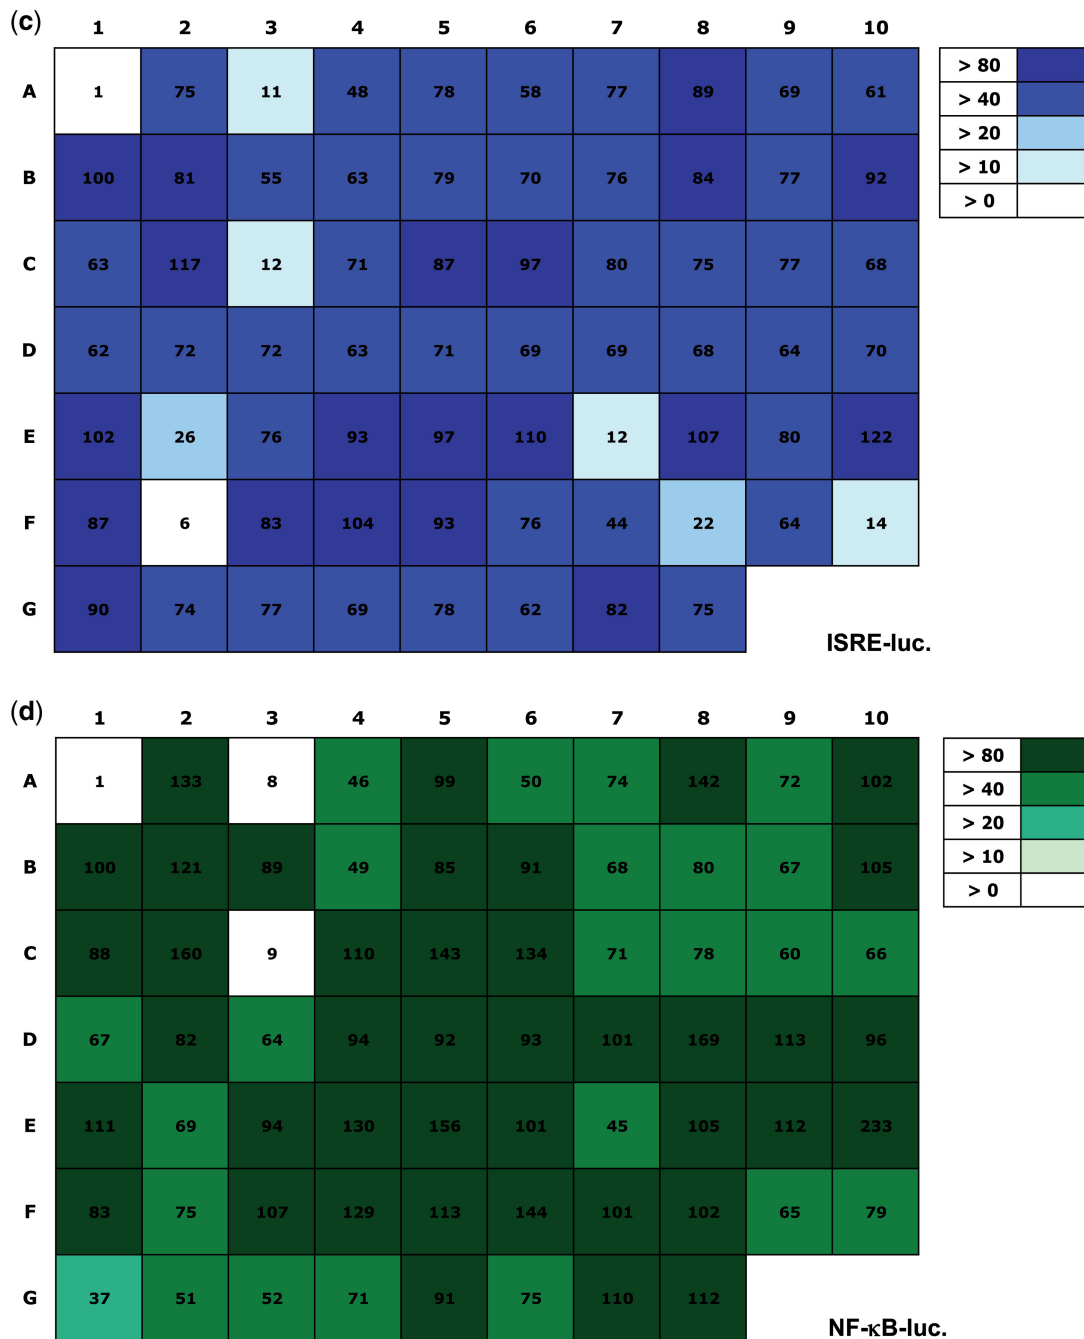 (c)
1 2 3 4 5 6 7 8 9 10
A 1 75 11 48 78 58 77 89 69 61
B 100 81 55 63 79 70 76 84 77 92
C 63 117 12 71 87 97 80 75 77 68
D 62 72 72 63 71 69 69 68 64 70
E 102 26 76 93 97 110 12 107 80 122
F 87 6 83 104 93 76 44 22 64 14
G 90 74 77 69 78 62 82 75
> 80
> 40
> 20
> 10
> 0
ISRE-luc.
(d)
1 2 3 4 5 6 7 8 9 10
A 1 133 8 46 99 50 74 142 72 102
B 100 121 89 49 85 91 68 80 67 105
C 88 160 9 110 143 134 71 78 60 66
D 67 82 64 94 92 93 101 169 113 96
E 111 69 94 130 156 101 45 105 112 233
F 83 75 107 129 113 144 101 102 65 79
G 37 51 52 71 91 75 110 112
> 80
> 40
> 20
> 10
> 0
NF-κB-luc.